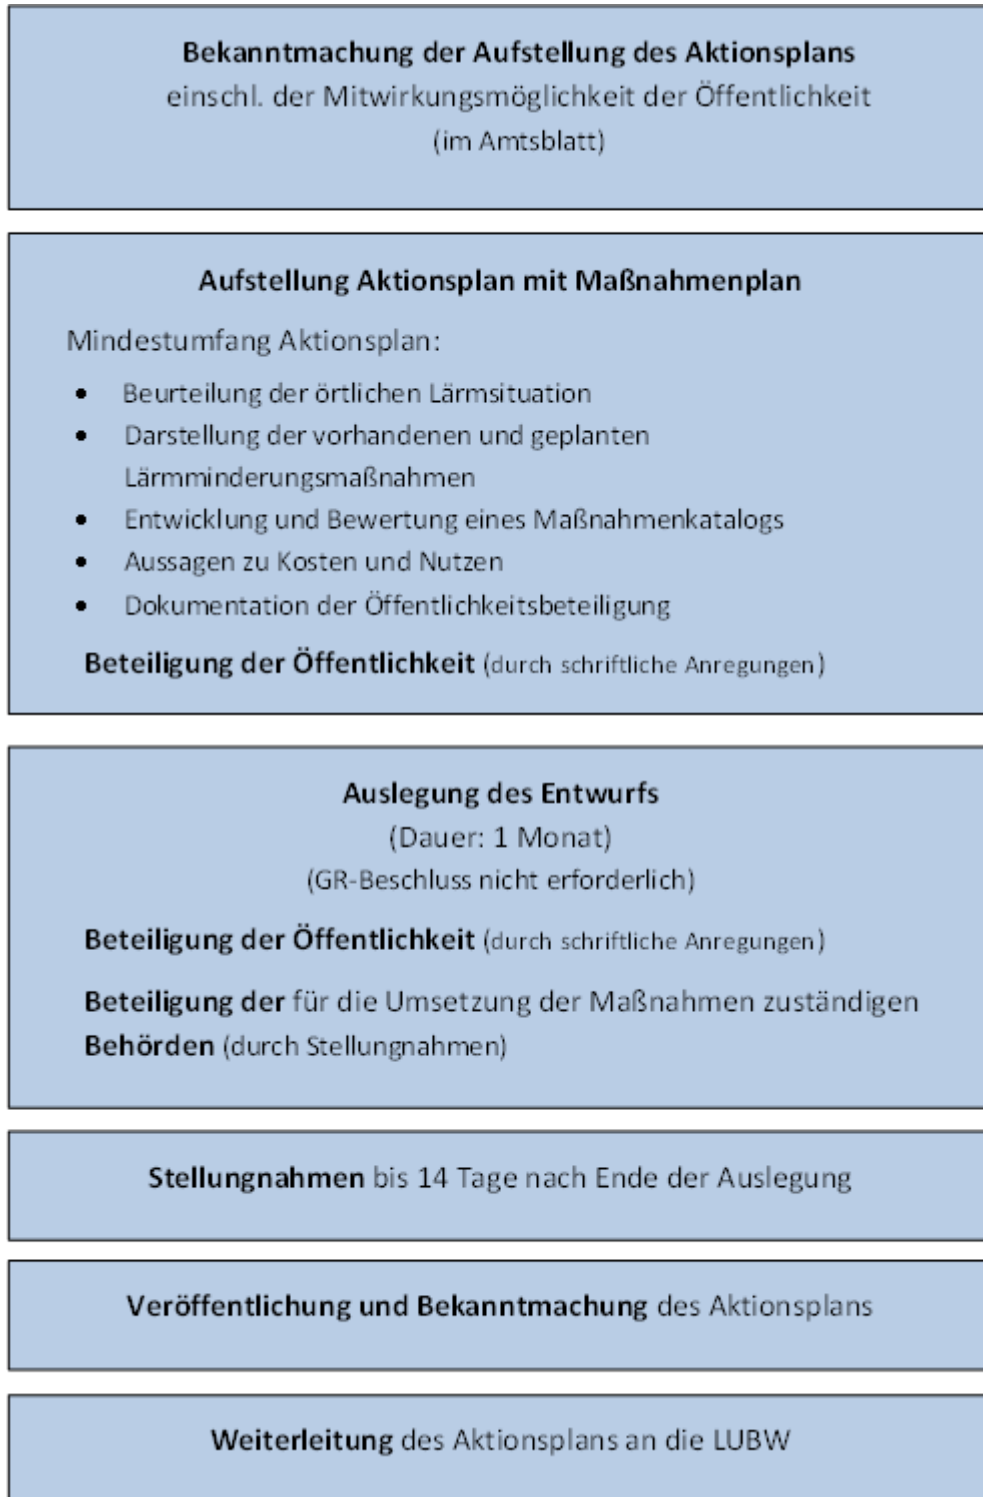 Bekanntmachung der Aufstellung des Aktionsplans
einschl. der Mitwirkungsmöglichkeit der Öffentlichkeit
(im Amtsblatt)
Aufstellung Aktionsplan mit Maßnahmenplan
Mindestumfang Aktionsplan:
• Beurteilung der örtlichen Lärmsituation
• Darstellung der vorhandenen und geplanten
Lärmminderungsmaßnahmen
• Entwicklung und Bewertung eines Maßnahmenkatalogs
• Aussagen zu Kosten und Nutzen
• Dokumentation der Öffentlichkeitsbeteiligung
Beteiligung der Öffentlichkeit (durch schriftliche Anregungen)
Auslegung des Entwurfs
(Dauer: 1 Monat)
(GR-Beschluss nicht erforderlich)
Beteiligung der Öffentlichkeit (durch schriftliche Anregungen)
Beteiligung der für die Umsetzung der Maßnahmen zuständigen
Behörden (durch Stellungnahmen)
Stellungnahmen bis 14 Tage nach Ende der Auslegung
Veröffentlichung und Bekanntmachung des Aktionsplans
Weiterleitung des Aktionsplans an die LUBW